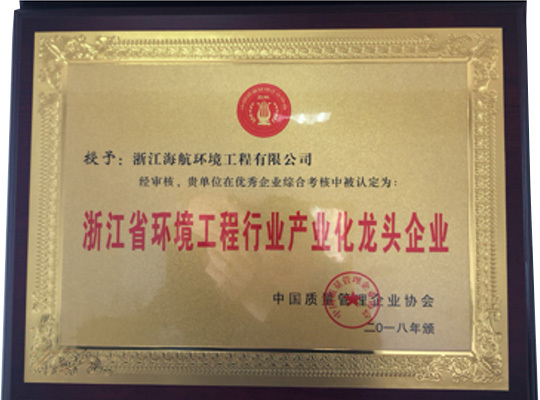 授予：浙江海航环境工程有限公司
经审核，贵单位在优秀企业综合考核中被认定为：
浙江省环境工程行业产业化龙头企业
中国质量管理企业协会
二〇一八年颁